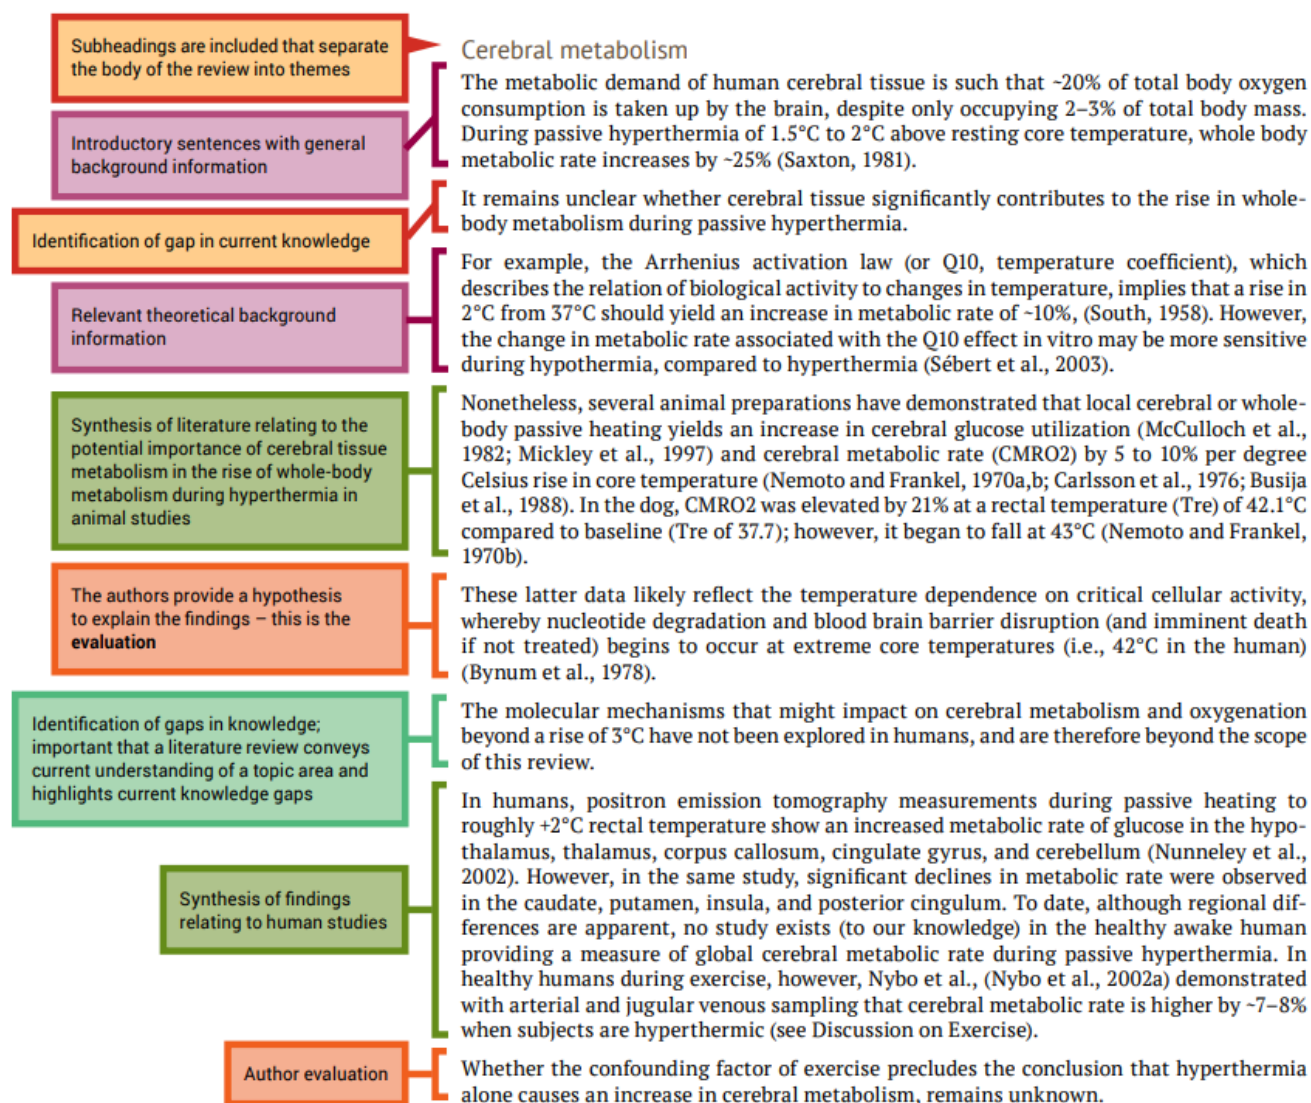 Subheadings are included that separate
the body of the review into themes
Cerebral metabolism
Introductory sentences with general
background information
The metabolic demand of human cerebral tissue is such that ~20% of total body oxygen
consumption is taken up by the brain, despite only occupying 2–3% of total body mass.
During passive hyperthermia of 1.5°C to 2°C above resting core temperature, whole body
metabolic rate increases by ~25% (Saxton, 1981).
Identification of gap in current knowledge
It remains unclear whether cerebral tissue significantly contributes to the rise in whole-
body metabolism during passive hyperthermia.
Relevant theoretical background
information
For example, the Arrhenius activation law (or Q10, temperature coefficient), which
describes the relation of biological activity to changes in temperature, implies that a rise in
2°C from 37°C should yield an increase in metabolic rate of ~10%, (South, 1958). However,
the change in metabolic rate associated with the Q10 effect in vitro may be more sensitive
during hypothermia, compared to hyperthermia (Sébert et al., 2003).
Synthesis of literature relating to the
potential importance of cerebral tissue
metabolism in the rise of whole-body
metabolism during hyperthermia in
animal studies
Nonetheless, several animal preparations have demonstrated that local cerebral or whole-
body passive heating yields an increase in cerebral glucose utilization (McCulloch et al.,
1982; Mickley et al., 1997) and cerebral metabolic rate (CMRO2) by 5 to 10% per degree
Celsius rise in core temperature (Nemoto and Frankel, 1970a,b; Carlsson et al., 1976; Busija
et al., 1988). In the dog, CMRO2 was elevated by 21% at a rectal temperature (Tre) of 42.1°C
compared to baseline (Tre of 37.7); however, it began to fall at 43°C (Nemoto and Frankel,
1970b).
The authors provide a hypothesis
to explain the findings – this is the
evaluation
These latter data likely reflect the temperature dependence on critical cellular activity,
whereby nucleotide degradation and blood brain barrier disruption (and imminent death
if not treated) begins to occur at extreme core temperatures (i.e., 42°C in the human)
(Bynum et al., 1978).
Identification of gaps in knowledge;
important that a literature review conveys
current understanding of a topic area and
highlights current knowledge gaps
The molecular mechanisms that might impact on cerebral metabolism and oxygenation
beyond a rise of 3°C have not been explored in humans, and are therefore beyond the scope
of this review.
Synthesis of findings
relating to human studies
In humans, positron emission tomography measurements during passive heating to
roughly +2°C rectal temperature show an increased metabolic rate of glucose in the hypo-
thalamus, thalamus, corpus callosum, cingulate gyrus, and cerebellum (Nunneley et al.,
2002). However, in the same study, significant declines in metabolic rate were observed
in the caudate, putamen, insula, and posterior cingulum. To date, although regional dif-
ferences are apparent, no study exists (to our knowledge) in the healthy awake human
providing a measure of global cerebral metabolic rate during passive hyperthermia. In
healthy humans during exercise, however, Nybo et al., (Nybo et al., 2002a) demonstrated
with arterial and jugular venous sampling that cerebral metabolic rate is higher by ~7–8%
when subjects are hyperthermic (see Discussion on Exercise).
Author evaluation
Whether the confounding factor of exercise precludes the conclusion that hyperthermia
alone causes an increase in cerebral metabolism, remains unknown.